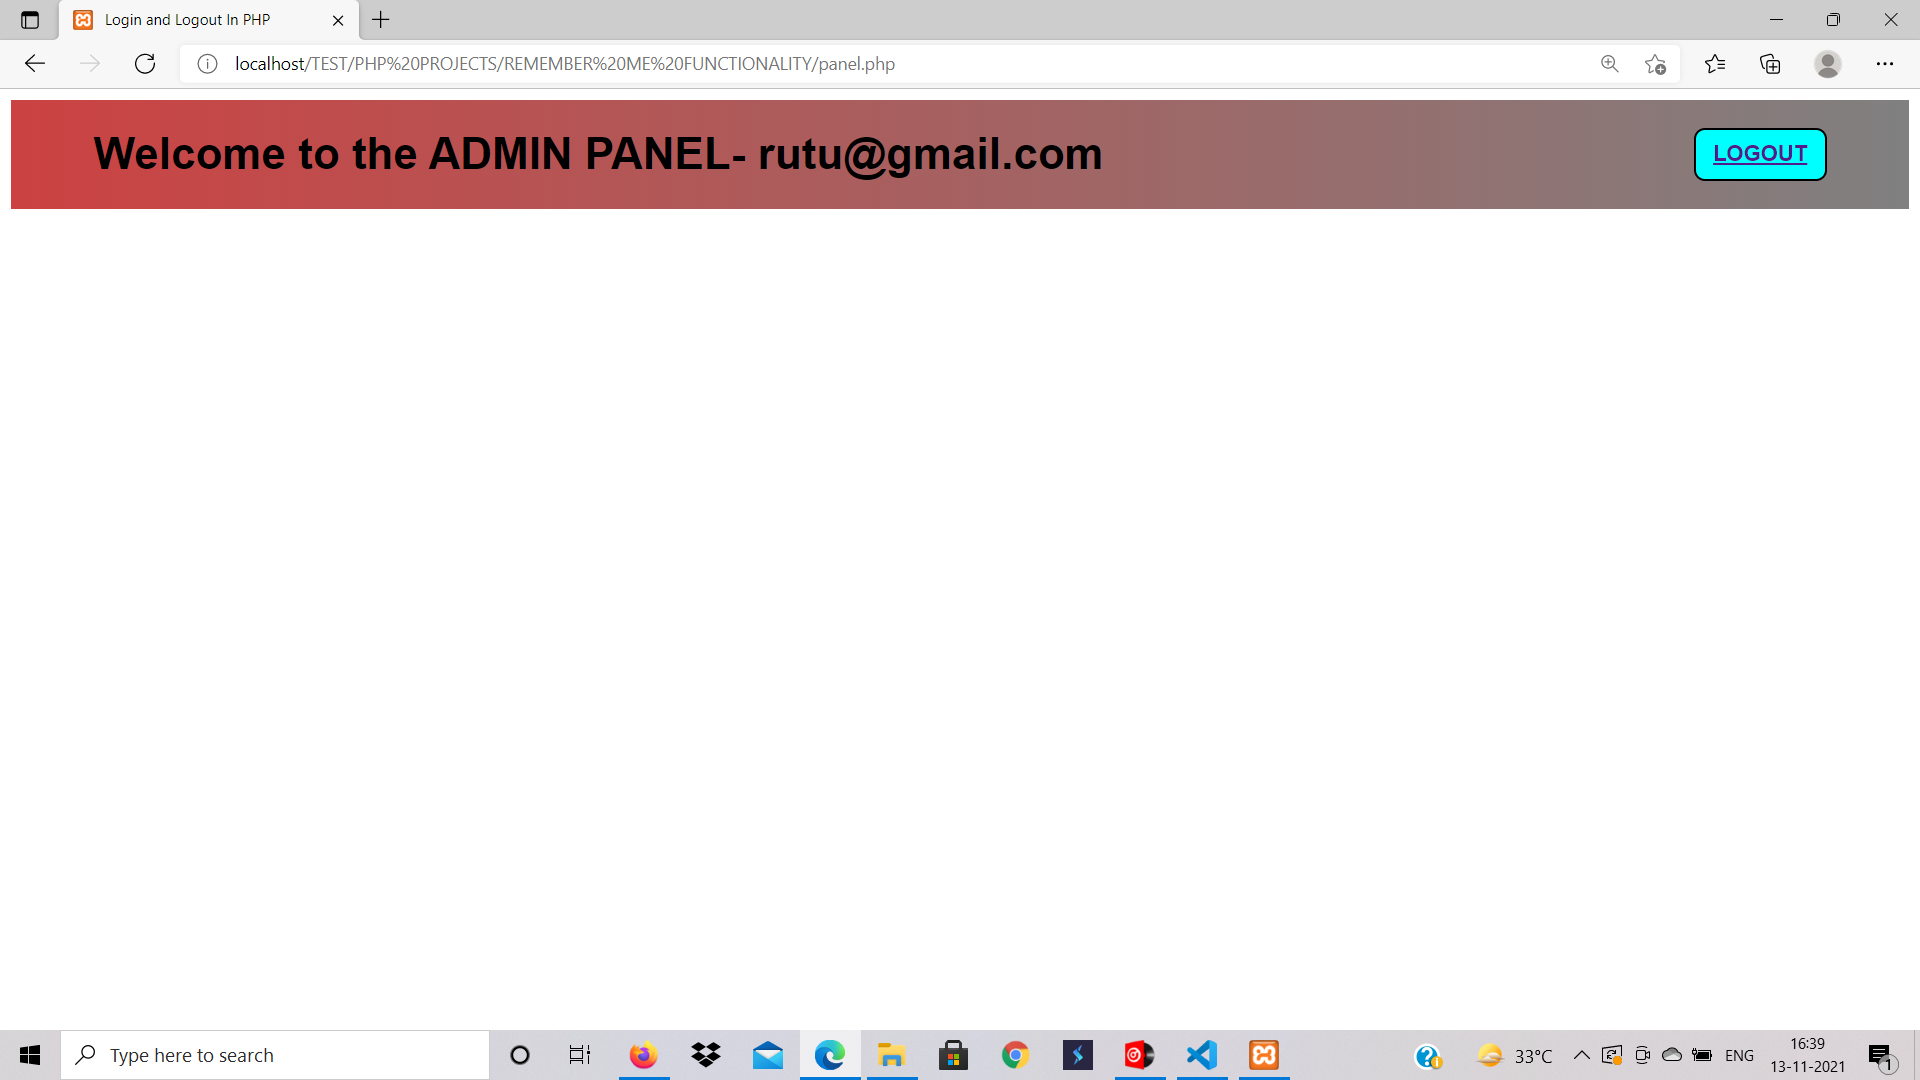 Login and Logout In PHP
localhost/TEST/PHP%20PROJECTS/REMEMBER%20ME%20FUNCTIONALITY/panel.php
Welcome to the ADMIN PANEL- rutu@gmail.com
LOGOUT
Type here to search
33°C
ENG
16:39
13-11-2021
1